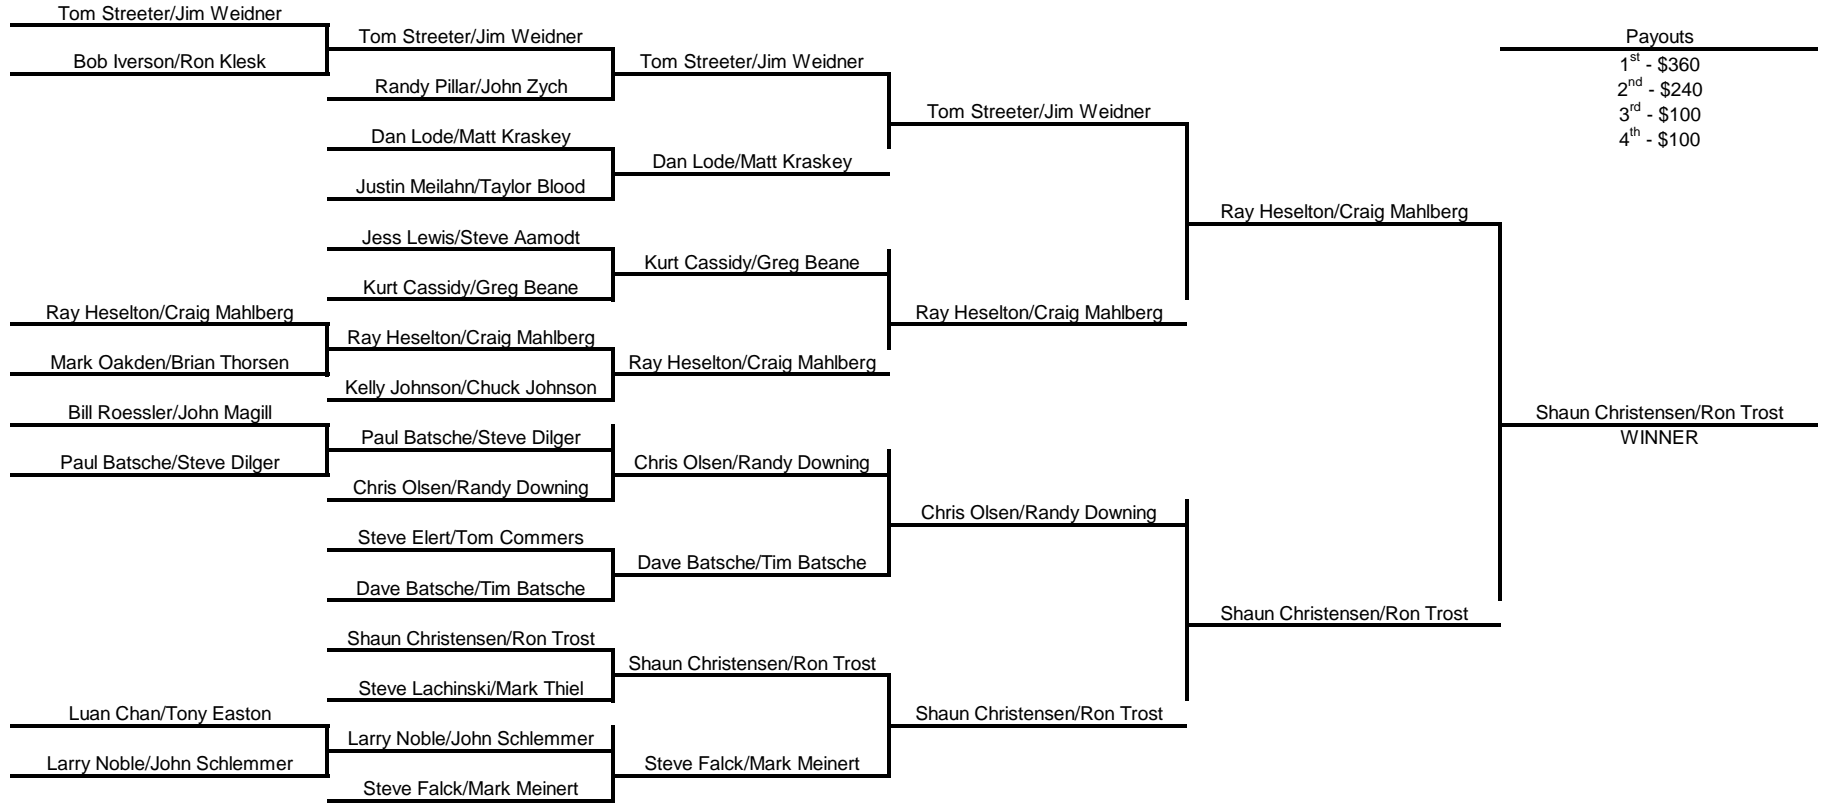 Tom Streeter/Jim Weidner
Bob Iverson/Ron Klesk
Ray Heselton/Craig Mahlberg
Mark Oakden/Brian Thorsen
Bill Roessler/John Magill
Paul Batsche/Steve Dilger
Luan Chan/Tony Easton
Larry Noble/John Schlemmer
Tom Streeter/Jim Weidner
Randy Pillar/John Zych
Dan Lode/Matt Kraskey
Justin Meilahn/Taylor Blood
Jess Lewis/Steve Aamodt
Kurt Cassidy/Greg Beane
Ray Heselton/Craig Mahlberg
Kelly Johnson/Chuck Johnson
Paul Batsche/Steve Dilger
Chris Olsen/Randy Downing
Steve Elert/Tom Commers
Dave Batsche/Tim Batsche
Shaun Christensen/Ron Trost
Steve Lachinski/Mark Thiel
Larry Noble/John Schlemmer
Steve Falck/Mark Meinert
Tom Streeter/Jim Weidner
Dan Lode/Matt Kraskey
Kurt Cassidy/Greg Beane
Ray Heselton/Craig Mahlberg
Chris Olsen/Randy Downing
Dave Batsche/Tim Batsche
Shaun Christensen/Ron Trost
Steve Falck/Mark Meinert
Tom Streeter/Jim Weidner
Ray Heselton/Craig Mahlberg
Chris Olsen/Randy Downing
Shaun Christensen/Ron Trost
Ray Heselton/Craig Mahlberg
Shaun Christensen/Ron Trost
Shaun Christensen/Ron Trost
WINNER
Payouts
1st - $360
2nd - $240
3rd - $100
4th - $100